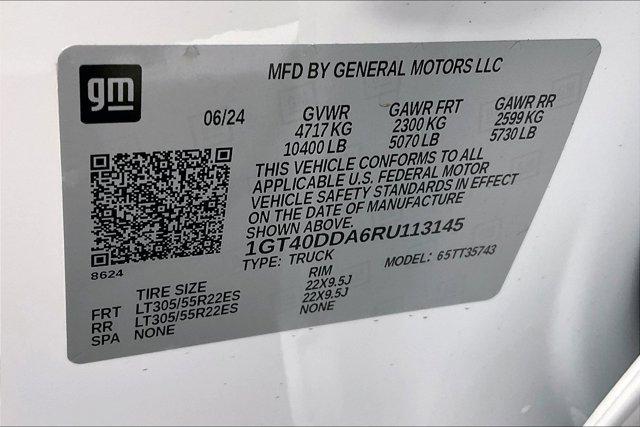 gm
MFD BY GENERAL MOTORS LLC
06/24 GVWR GAWR FRT GAWR RR
4717 KG 2300 KG 2599 KG
10400 LB 5070 LB 5730 LB
THIS VEHICLE CONFORMS TO ALL
APPLICABLE U.S. FEDERAL MOTOR
VEHICLE SAFETY STANDARDS IN EFFECT
ON THE DATE OF MANUFACTURE
SHOWN ABOVE.
1GT40DDA6RU113145
8624
TYPE: TRUCK MODEL: 65TT35743
TIRE SIZE RIM
FRT LT305/55R22ES 22X9.5J
RR LT305/55R22ES 22X9.5J
SPA NONE NONE